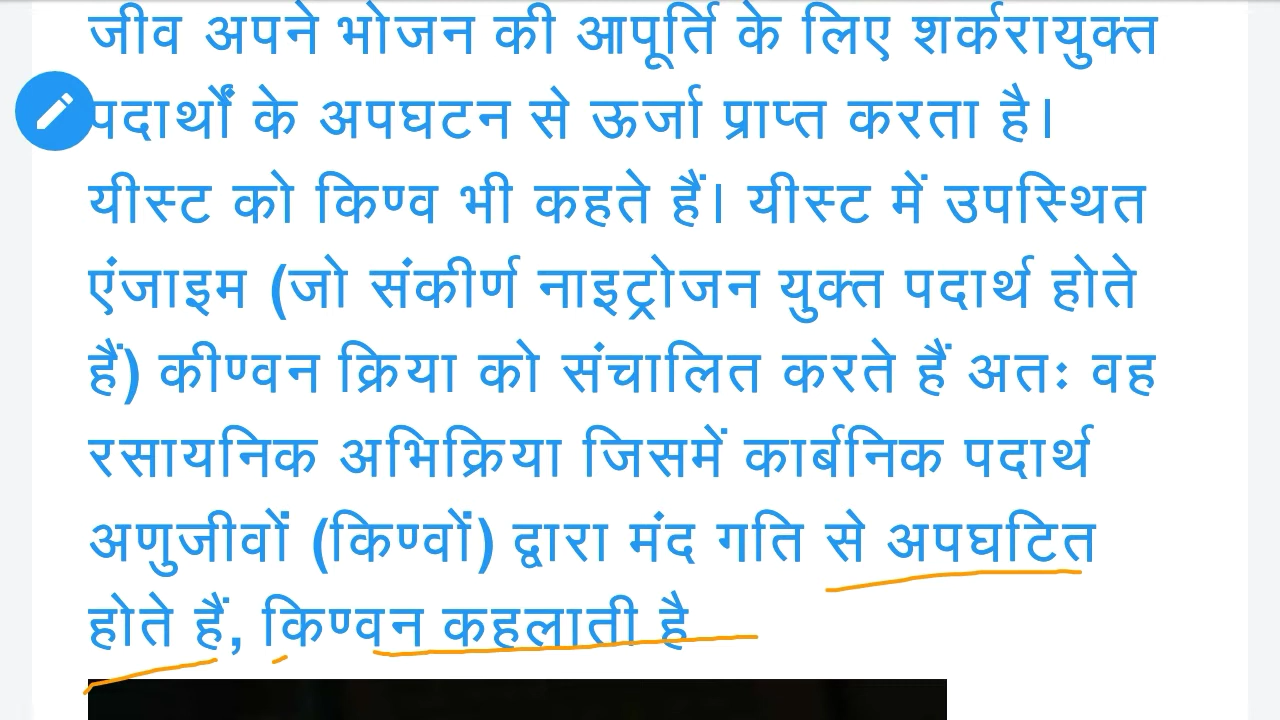 जीव अपने भोजन की आपूर्ति के लिए शर्करायुक्त
पदार्थों के अपघटन से ऊर्जा प्राप्त करता है।
यीस्ट को किण्व भी कहते हैं। यीस्ट में उपस्थित
एंजाइम (जो संकीर्ण नाइट्रोजन युक्त पदार्थ होते
हैं) कीण्वन क्रिया को संचालित करते हैं अतः वह
रसायनिक अभिक्रिया जिसमें कार्बनिक पदार्थ
अणुजीवों (किण्वों) द्वारा मंद गति से अपघटित
होते हैं, किण्वन कहलाती है